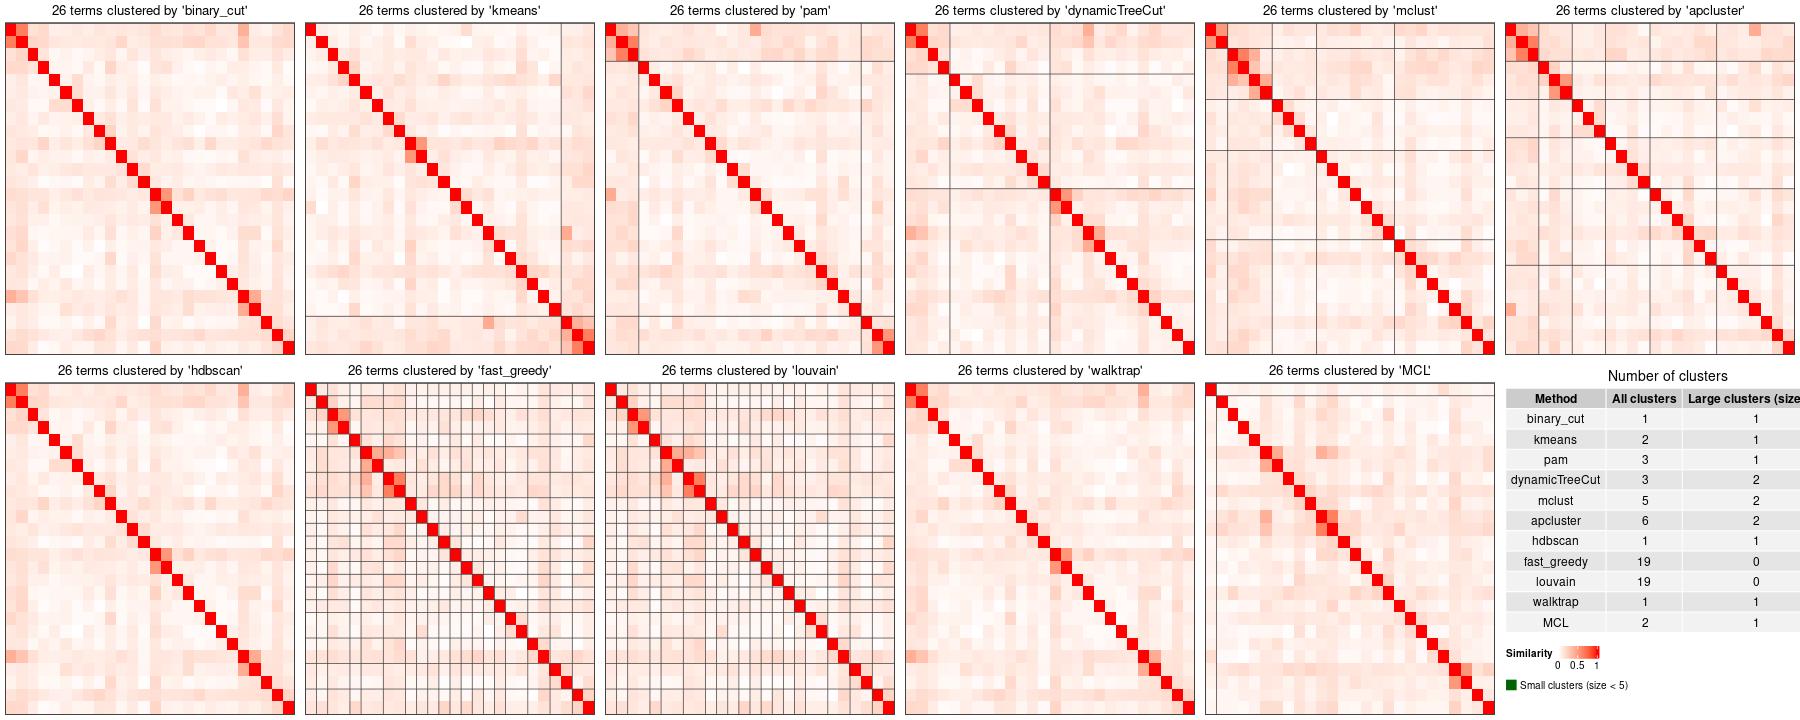 26 terms clustered by 'binary_cut'
26 terms clustered by 'kmeans'
26 terms clustered by 'pam'
26 terms clustered by 'dynamicTreeCut'
26 terms clustered by 'mclust'
26 terms clustered by 'apcluster'
26 terms clustered by 'hdbscan'
26 terms clustered by 'fast_greedy'
26 terms clustered by 'louvain'
26 terms clustered by 'walktrap'
26 terms clustered by 'MCL'
Number of clusters
Method All clusters Large clusters (size
binary_cut 1 1
kmeans 2 1
pam 3 1
dynamicTreeCut 3 2
mclust 5 2
apcluster 6 2
hdbscan 1 1
fast_greedy 19 0
louvain 19 0
walktrap 1 1
MCL 2 1
Similarity
0 0.5 1
Small clusters (size < 5)